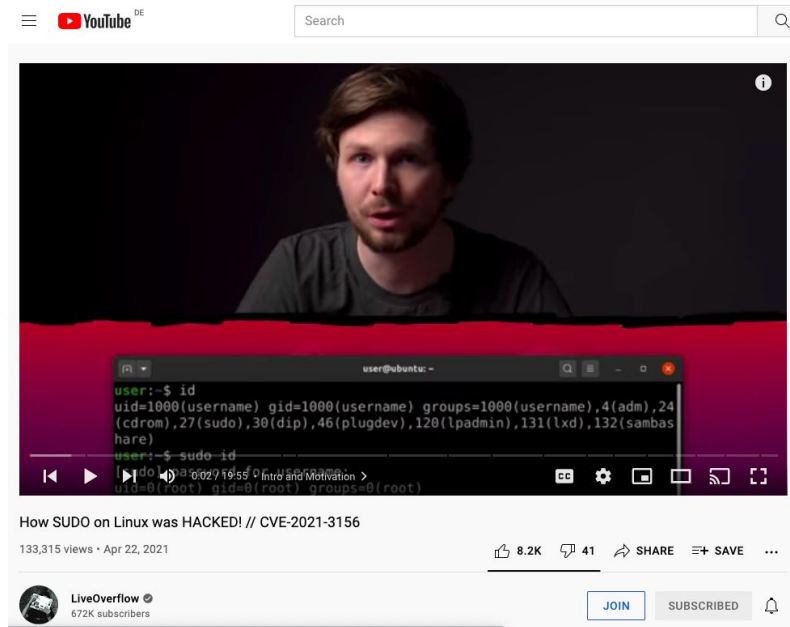 YouTube DE
Search
user@ubuntu: ~
user:~$ id
uid=1000(username) gid=1000(username) groups=1000(username),4(adm),24
(cdrom),27(sudo),30(dip),46(plugdev),120(lpadmin),131(lxd),132(sambas
hare)
user:~$ sudo id
[sudo] password for username:
0:02 / 19:55 • Intro and Motivation >
CC
uid=0(root) gid=0(root) groups=0(root)
How SUDO on Linux was HACKED! // CVE-2021-3156
133,315 views • Apr 22, 2021
8.2K
41
SHARE
SAVE
LiveOverflow
672K subscribers
JOIN
SUBSCRIBED